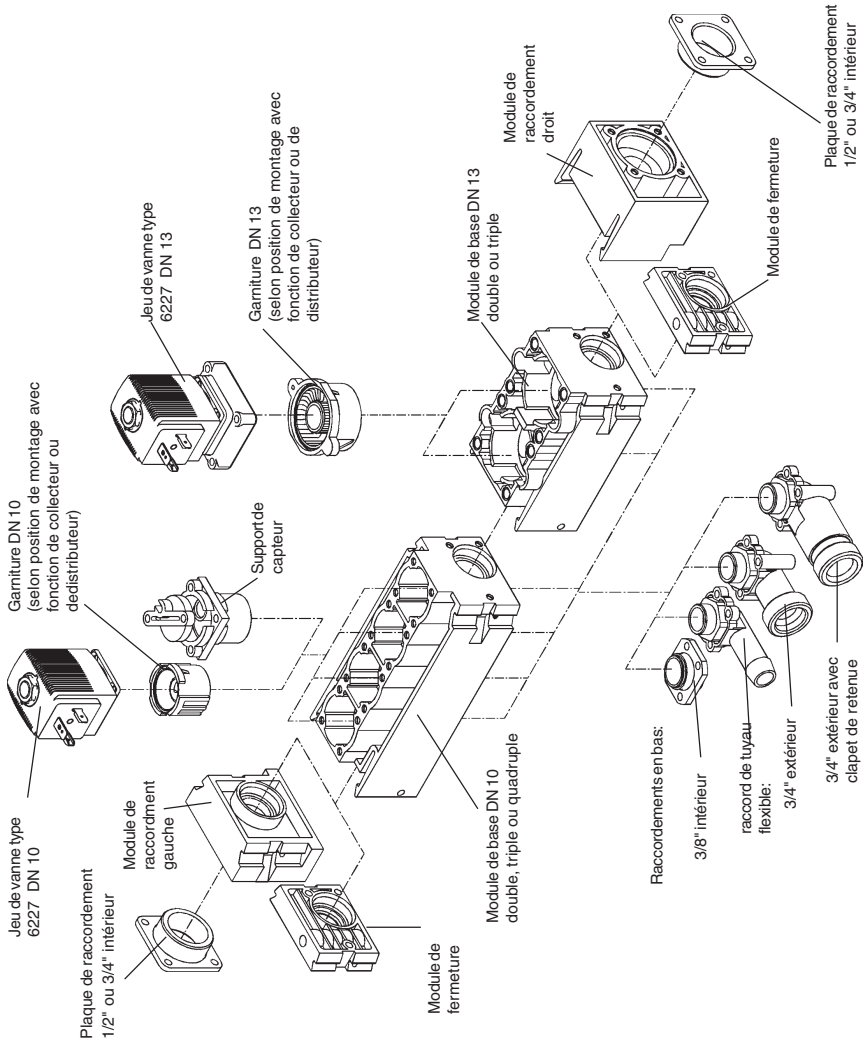 Jeu de vanne type
6227 DN 10
Garniture DN 10
(selon position de montage avec
fonction de collecteur ou
dedistributeur)
Jeu de vanne type
6227 DN 13
Garniture DN 13
(selon position de montage avec
fonction de collecteur ou de
distributeur)
Support de
capteur
Plaque de raccordement
1/2" ou 3/4" intérieur
Module de
raccordment
gauche
Module de base DN 13
double ou triple
Module de
raccordement
droit
Module de
fermeture
Module de base DN 10
double, triple ou quadruple
Module de fermeture
Plaque de raccordement
1/2" ou 3/4" intérieur
Raccordements en bas:
3/8" intérieur
raccord de tuyau
flexible:
3/4" extérieur
3/4" extérieur avec
clapet de retenue